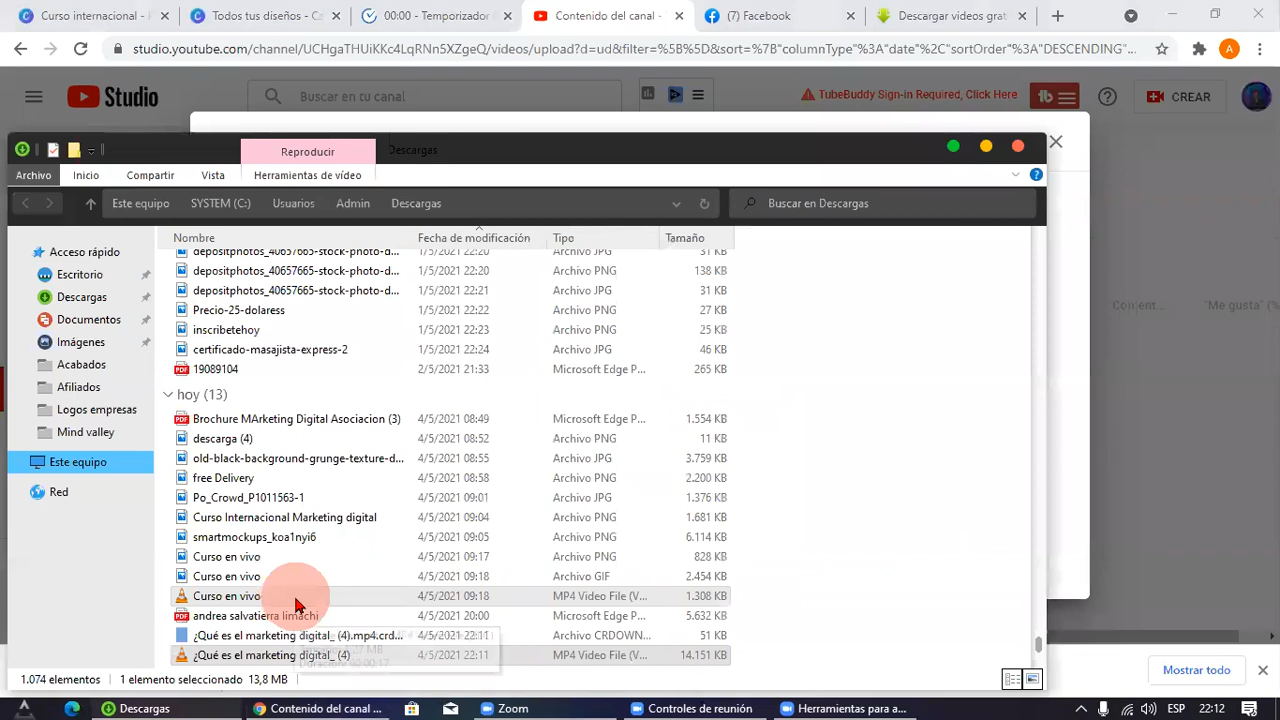 Curso internacional - Todos tus diseños - Ca 00:00 - Temporizador Contenido del canal - (7) Facebook Descargar videos grat
studio.youtube.com/channel/UCHgaTHUiKKc4LqRNn5XZgeQ/videos/upload?d=ud&filter=%5B%5D&sort=%7B"columnType"%3A"date"%2C"sortOrder"%3A"DESCENDING"... A
Studio Buscar en tu canal TubeBuddy Sign-in Required, Click Here tb ? CREAR
Reproducir Descargas
Archivo Inicio Compartir Vista Herramientas de vídeo
Este equipo SYSTEM (C:) Usuarios Admin Descargas Buscar en Descargas
Nombre Fecha de modificación Tipo Tamaño
Acceso rápido
Escritorio
Descargas
Documentos
Imágenes
Acabados
Afiliados
Logos empresas
Mind valley
Este equipo
Red
depositphotos_40657665-stock-photo-d... 1/5/2021 22:20 Archivo JPG 31 KB
depositphotos_40657665-stock-photo-d... 1/5/2021 22:20 Archivo PNG 138 KB
depositphotos_40657665-stock-photo-d... 1/5/2021 22:21 Archivo JPG 31 KB
Precio-25-dolaress 1/5/2021 22:22 Archivo PNG 27 KB
inscribetehoy 1/5/2021 22:23 Archivo PNG 25 KB
certificado-masajista-express-2 1/5/2021 22:24 Archivo JPG 46 KB
19089104 2/5/2021 21:33 Microsoft Edge P... 265 KB
hoy (13)
Brochure MArketing Digital Asociacion (3) 4/5/2021 08:49 Microsoft Edge P... 1.554 KB
descarga (4) 4/5/2021 08:52 Archivo PNG 11 KB
old-black-background-grunge-texture-d... 4/5/2021 08:55 Archivo JPG 3.759 KB
free Delivery 4/5/2021 08:58 Archivo PNG 2.200 KB
Po_Crowd_P1011563-1 4/5/2021 09:01 Archivo JPG 1.376 KB
Curso Internacional Marketing digital 4/5/2021 09:04 Archivo PNG 1.681 KB
smartmockups_koa1nyi6 4/5/2021 09:05 Archivo PNG 6.114 KB
Curso en vivo 4/5/2021 09:17 Archivo PNG 828 KB
Curso en vivo 4/5/2021 09:18 Archivo GIF 2.454 KB
Curso en vivo 4/5/2021 09:18 MP4 Video File (V... 1.308 KB
andrea salvatierra limachi 4/5/2021 20:00 Microsoft Edge P... 5.632 KB
¿Qué es el marketing digital_ (4).mp4.crd... 4/5/2021 22:11 Archivo CRDOWN... 51 KB
¿Qué es el marketing digital_ (4) 4/5/2021 22:11 MP4 Video File (V... 14.151 KB
Coment... "Me gusta" (%
1.074 elementos 1 elemento seleccionado 13,8 MB
Mostrar todo
Descargas Contenido del canal ... Zoom Controles de reunión Herramientas para a... ESP 22:12